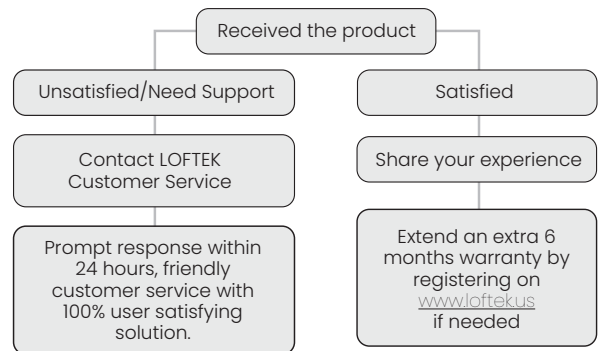 Received the product
Unsatisfied/Need Support
Satisfied
Contact LOFTEK
Customer Service
Share your experience
Prompt response within
24 hours, friendly
customer service with
100% user satisfying
solution.
Extend an extra 6
months warranty by
registering on
www.loftek.us
if needed